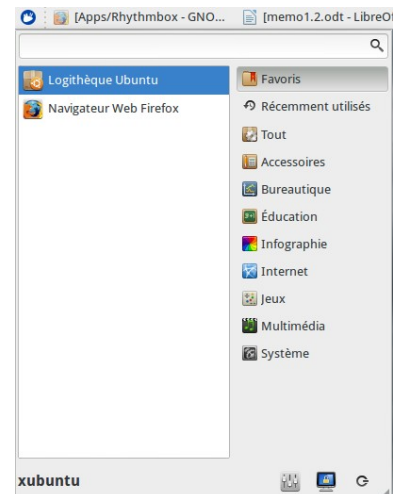 [Apps/Rhythmbox - GNO... [memo1.2.odt - LibreOf
Logithèque Ubuntu
Navigateur Web Firefox
Favoris
Récemment utilisés
Tout
Accessoires
Bureautique
Éducation
Infographie
Internet
Jeux
Multimédia
Système
xubuntu